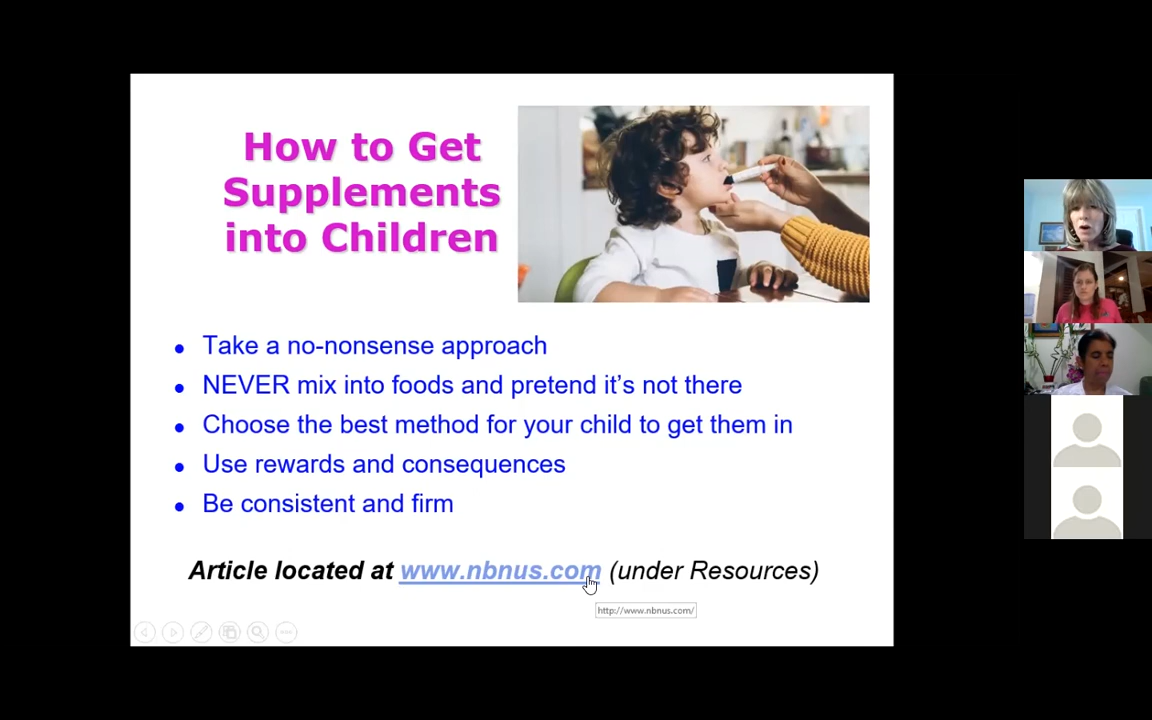 How to Get
Supplements
into Children
• Take a no-nonsense approach
• NEVER mix into foods and pretend it's not there
• Choose the best method for your child to get them in
• Use rewards and consequences
• Be consistent and firm
Article located at www.nbnus.com (under Resources)
http://www.nbnus.com/